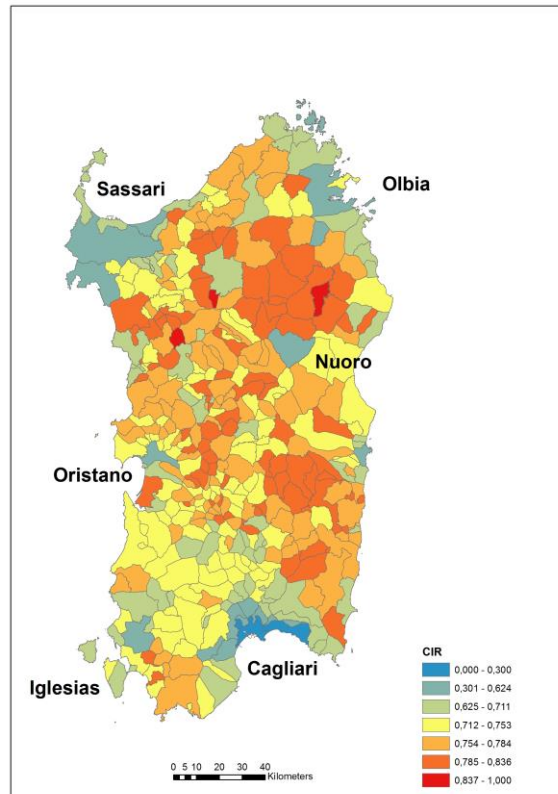 Sassari
Olbia
Nuoro
Oristano
Iglesias
Cagliari
CIR
0,000 - 0,300
0,301 - 0,624
0,625 - 0,711
0,712 - 0,753
0,754 - 0,784
0,785 - 0,836
0,837 - 1,000
0 5 10 20 30 40
Kilometers